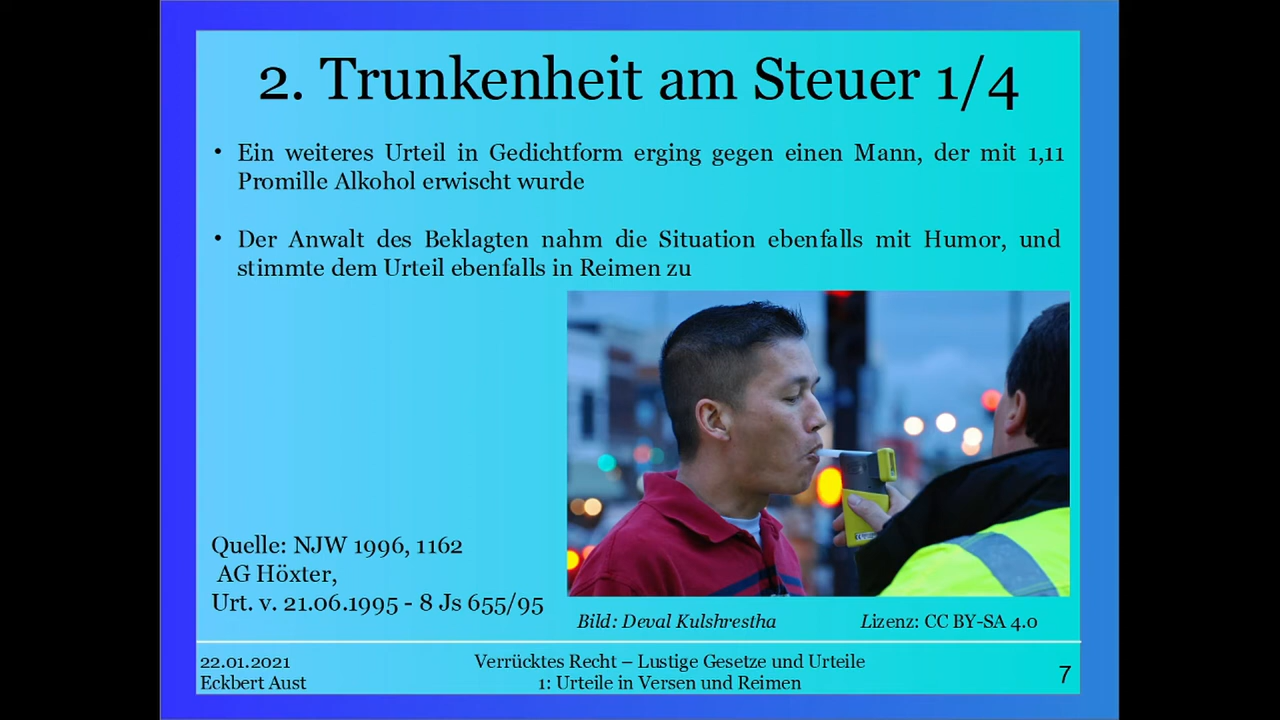 2. Trunkenheit am Steuer 1/4
• Ein weiteres Urteil in Gedichtform erging gegen einen Mann, der mit 1,11
Promille Alkohol erwischt wurde
• Der Anwalt des Beklagten nahm die Situation ebenfalls mit Humor, und
stimmte dem Urteil ebenfalls in Reimen zu
Quelle: NJW 1996, 1162
AG Höxter,
Urt. v. 21.06.1995 - 8 Js 655/95
Bild: Deval Kulshrestha Lizenz: CC BY-SA 4.0
22.01.2021
Eckbert Aust
Verrücktes Recht – Lustige Gesetze und Urteile
1: Urteile in Versen und Reimen
7